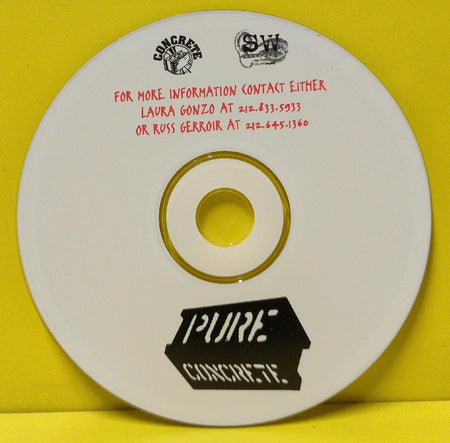 CONCRETE
SW
FOR MORE INFORMATION CONTACT EITHER
LAURA GONZO AT 212.833.5933
OR RUSS GERROIR AT 212.645.1360
PURE
CONCRETE